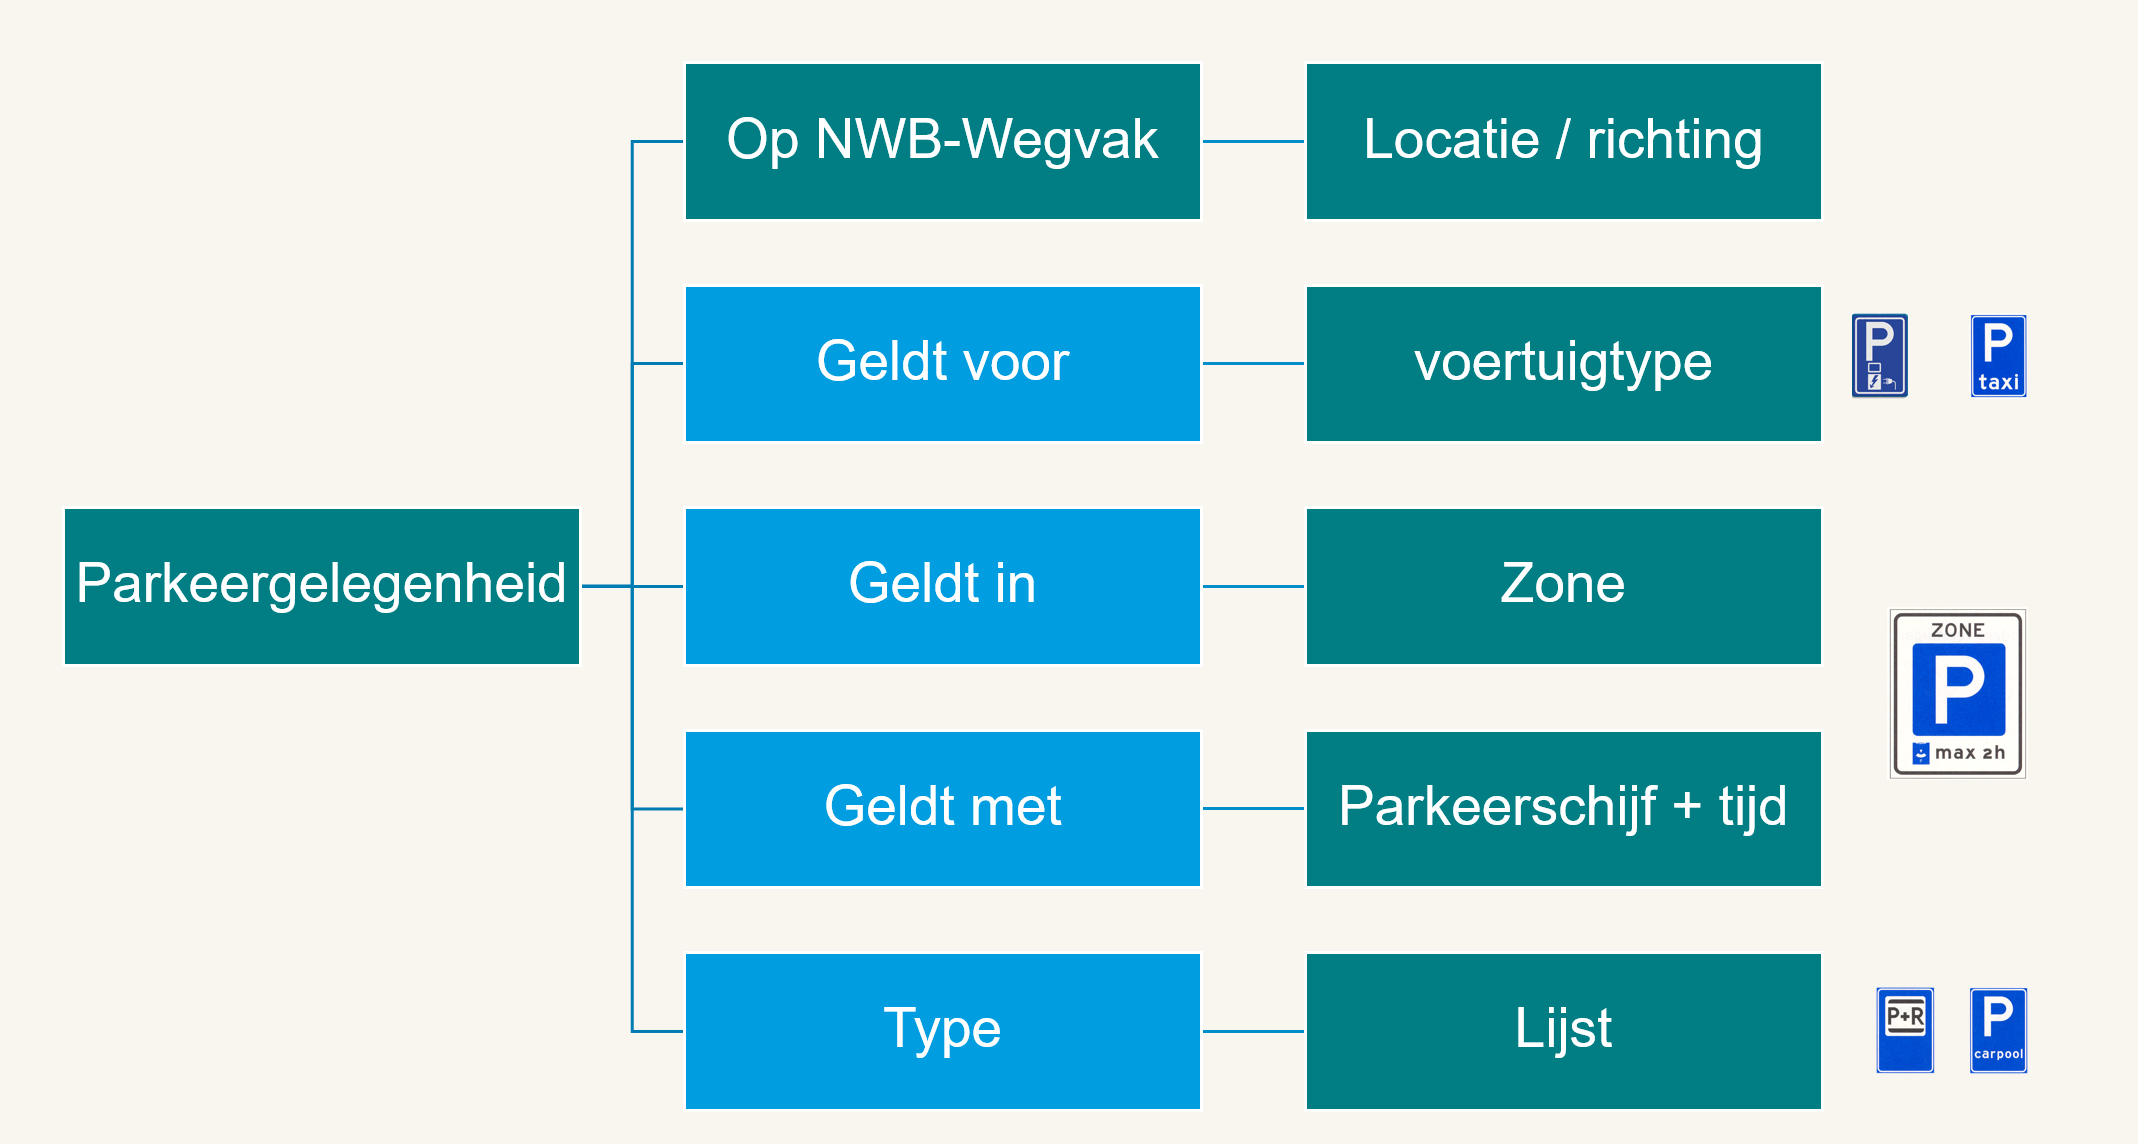 Op NWB-Wegvak
Locatie / richting
Geldt voor
voertuigtype
P
P
taxi
Parkeergelegenheid
Geldt in
Zone
ZONE
P
max 2h
Geldt met
Parkeerschijf + tijd
Type
Lijst
P+R
P
carpool